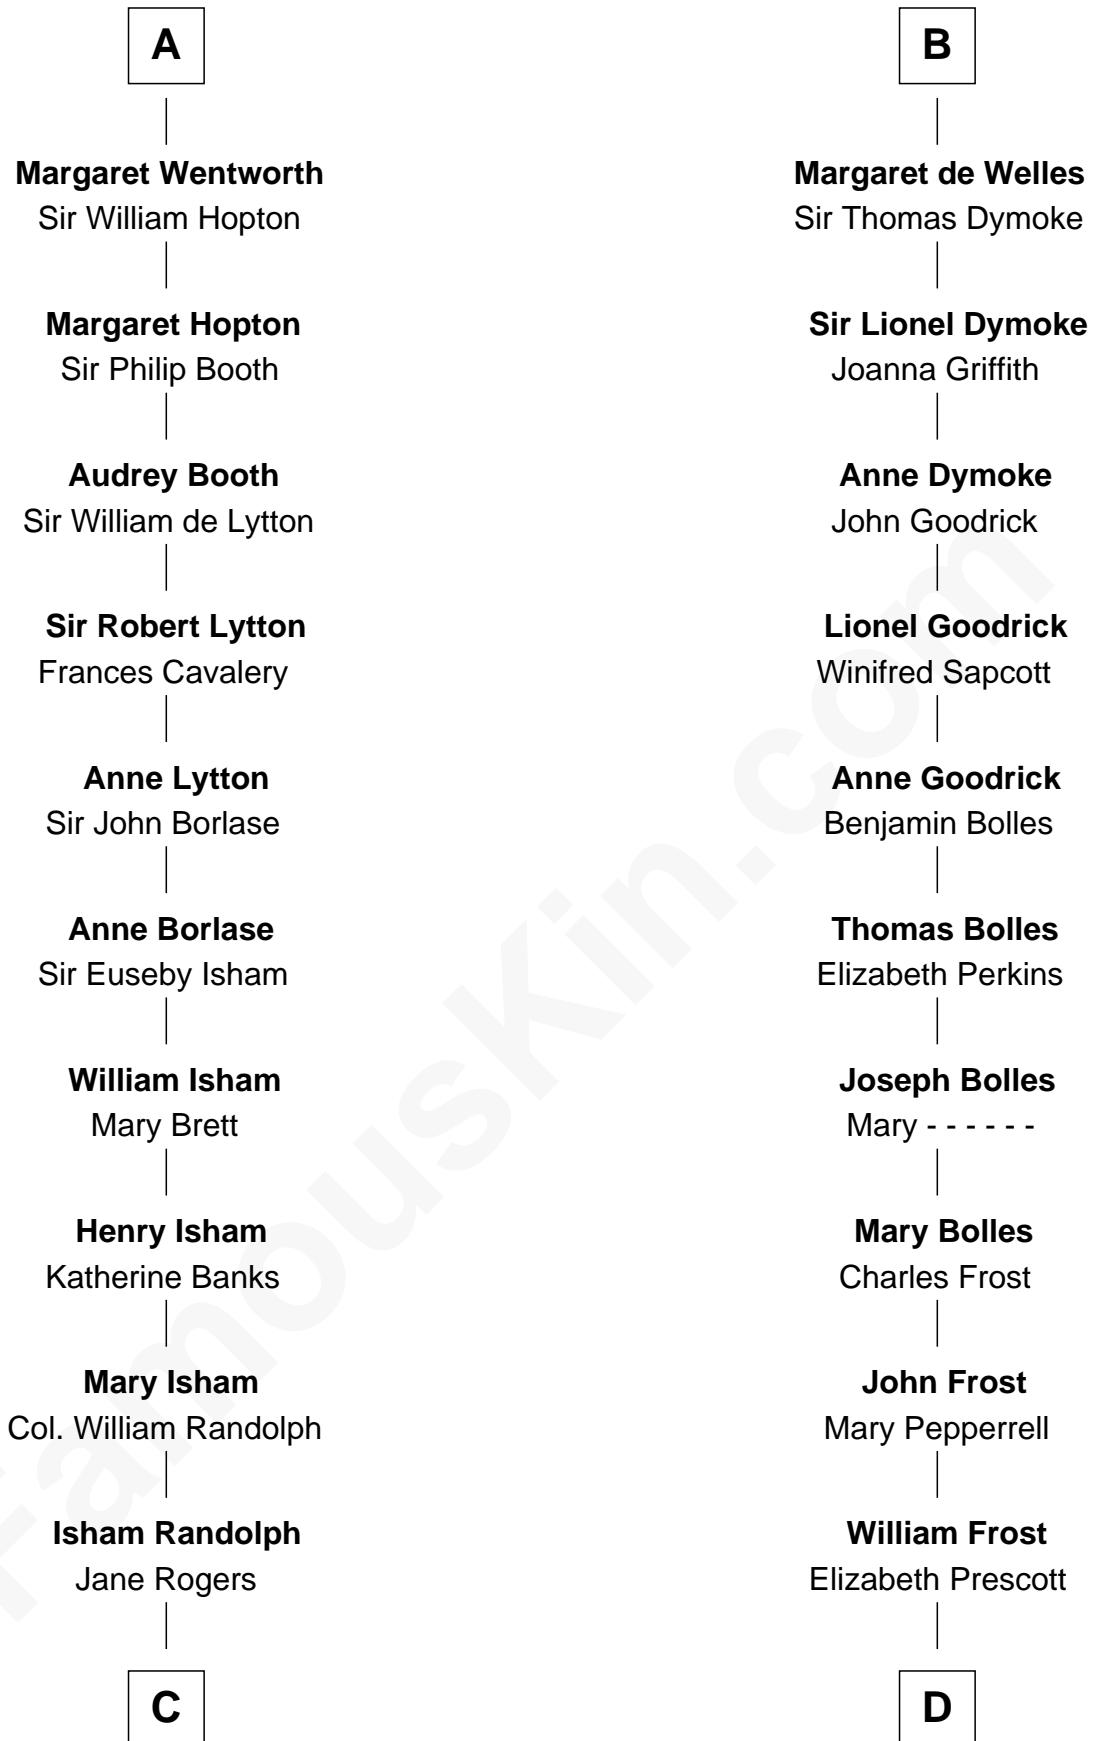 A
Margaret Wentworth
Sir William Hopton
Margaret Hopton
Sir Philip Booth
Audrey Booth
Sir William de Lytton
Sir Robert Lytton
Frances Cavalery
Anne Lytton
Sir John Borlase
Anne Borlase
Sir Euseby Isham
William Isham
Mary Brett
Henry Isham
Katherine Banks
Mary Isham
Col. William Randolph
Isham Randolph
Jane Rogers
C
B
Margaret de Welles
Sir Thomas Dymoke
Sir Lionel Dymoke
Joanna Griffith
Anne Dymoke
John Goodrick
Lionel Goodrick
Winifred Sapcott
Anne Goodrick
Benjamin Bolles
Thomas Bolles
Elizabeth Perkins
Joseph Bolles
Mary - - - - - -
Mary Bolles
Charles Frost
John Frost
Mary Pepperrell
William Frost
Elizabeth Prescott
D
FamousKin.com